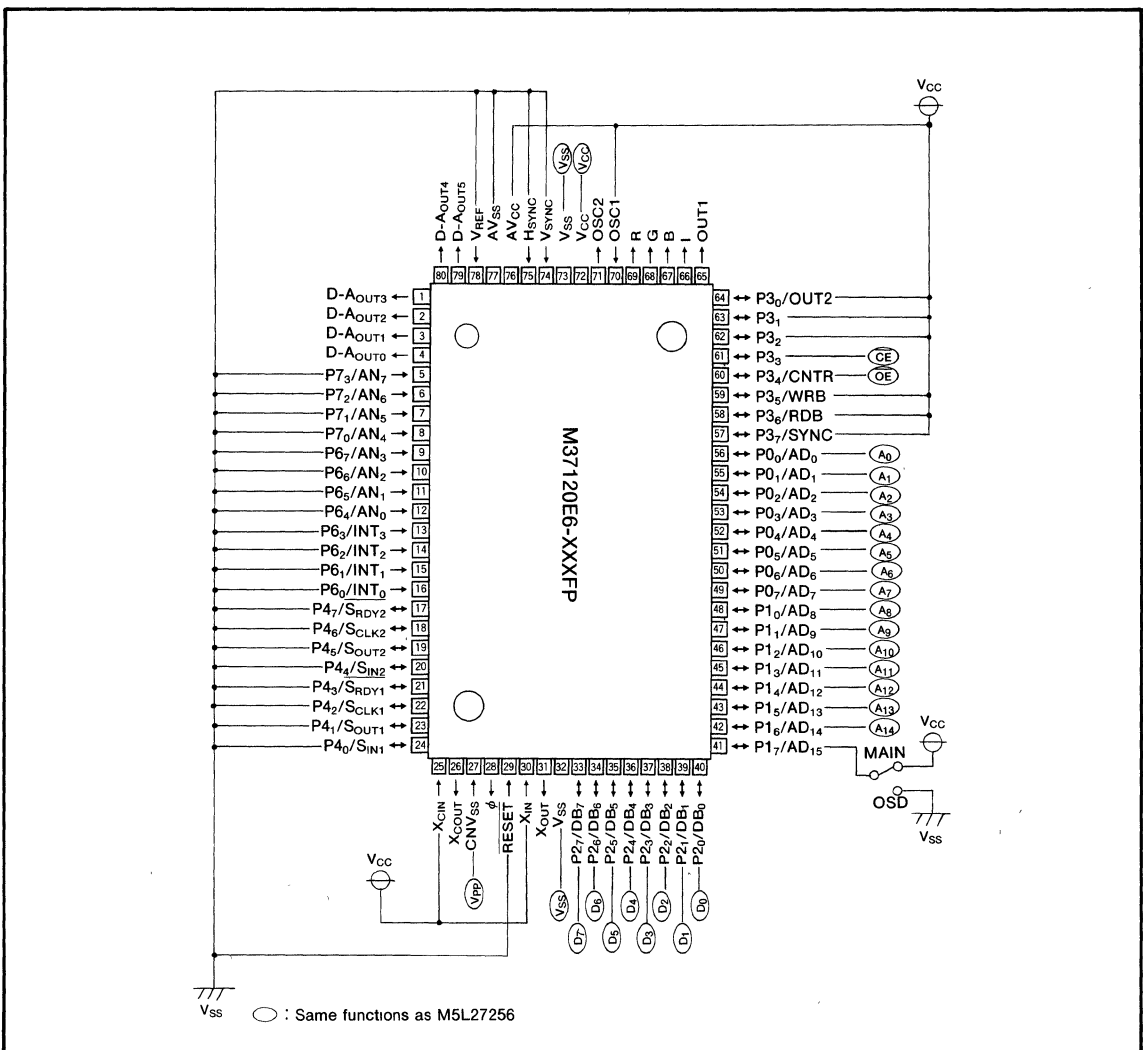 VCC
D-AOUT4
D-AOUT5
VREF
AVSS
AVCC
HSYNC
VSYNC
VSS
VSS
VCC
VCC
OSC2
OSC1
R
G
B
I
OUT1
80 79 78 77 76 75 74 73 72 71 70 69 68 67 66 65
D-AOUT3 ← 1
D-AOUT2 ← 2
D-AOUT1 ← 3
D-AOUT0 ← 4
P73/AN7 → 5
P72/AN6 → 6
P71/AN5 → 7
P70/AN4 → 8
P67/AN3 → 9
P66/AN2 → 10
P65/AN1 → 11
P64/AN0 → 12
P63/INT3 → 13
P62/INT2 → 14
P61/INT1 → 15
P60/INT0 → 16
P47/SRDY2 ↔ 17
P46/SCLK2 ↔ 18
P45/SOUT2 ↔ 19
P44/SIN2 ↔ 20
P43/SRDY1 ↔ 21
P42/SCLK1 ↔ 22
P41/SOUT1 ↔ 23
P40/SIN1 ↔ 24
M37120E6-XXXFP
64 ↔ P30/OUT2
63 ↔ P31
62 ↔ P32
61 ↔ P33 CE
60 ↔ P34/CNTR OE
59 ↔ P35/WRB
58 ↔ P36/RDB
57 ↔ P37/SYNC
56 ↔ P00/AD0 A0
55 ↔ P01/AD1 A1
54 ↔ P02/AD2 A2
53 ↔ P03/AD3 A3
52 ↔ P04/AD4 A4
51 ↔ P05/AD5 A5
50 ↔ P06/AD6 A6
49 ↔ P07/AD7 A7
48 ↔ P10/AD8 A8
47 ↔ P11/AD9 A9
46 ↔ P12/AD10 A10
45 ↔ P13/AD11 A11
44 ↔ P14/AD12 A12
43 ↔ P15/AD13 A13
42 ↔ P16/AD14 A14
41 ↔ P17/AD15
MAIN
VCC
OSD
VSS
25 26 27 28 29 30 31 32 33 34 35 36 37 38 39 40
XCIN
XCOUT
CNVSS
φ
RESET
XIN
XOUT
VSS
P27/DB7
P26/DB6
P25/DB5
P24/DB4
P23/DB3
P22/DB2
P21/DB1
P20/DB0
VCC
VPP
VSS
D7
D6
D5
D4
D3
D2
D1
D0
VSS
: Same functions as M5L27256